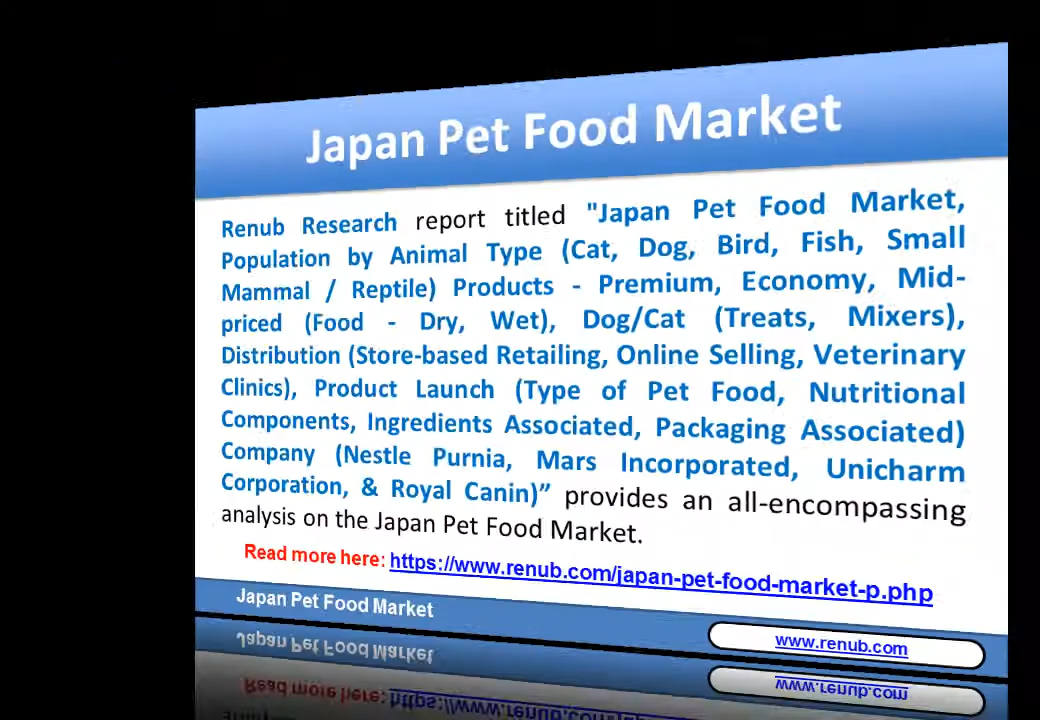 Japan Pet Food Market
Renub Research report titled "Japan Pet Food Market,
Population by Animal Type (Cat, Dog, Bird, Fish, Small
Mammal / Reptile) Products - Premium, Economy, Mid-
priced (Food - Dry, Wet), Dog/Cat (Treats, Mixers),
Distribution (Store-based Retailing, Online Selling, Veterinary
Clinics), Product Launch (Type of Pet Food, Nutritional
Components, Ingredients Associated, Packaging Associated)
Company (Nestle Purnia, Mars Incorporated, Unicharm
Corporation, & Royal Canin)” provides an all-encompassing
analysis on the Japan Pet Food Market.
Read more here: https://www.renub.com/japan-pet-food-market-p.php
Japan Pet Food Market
www.renub.com